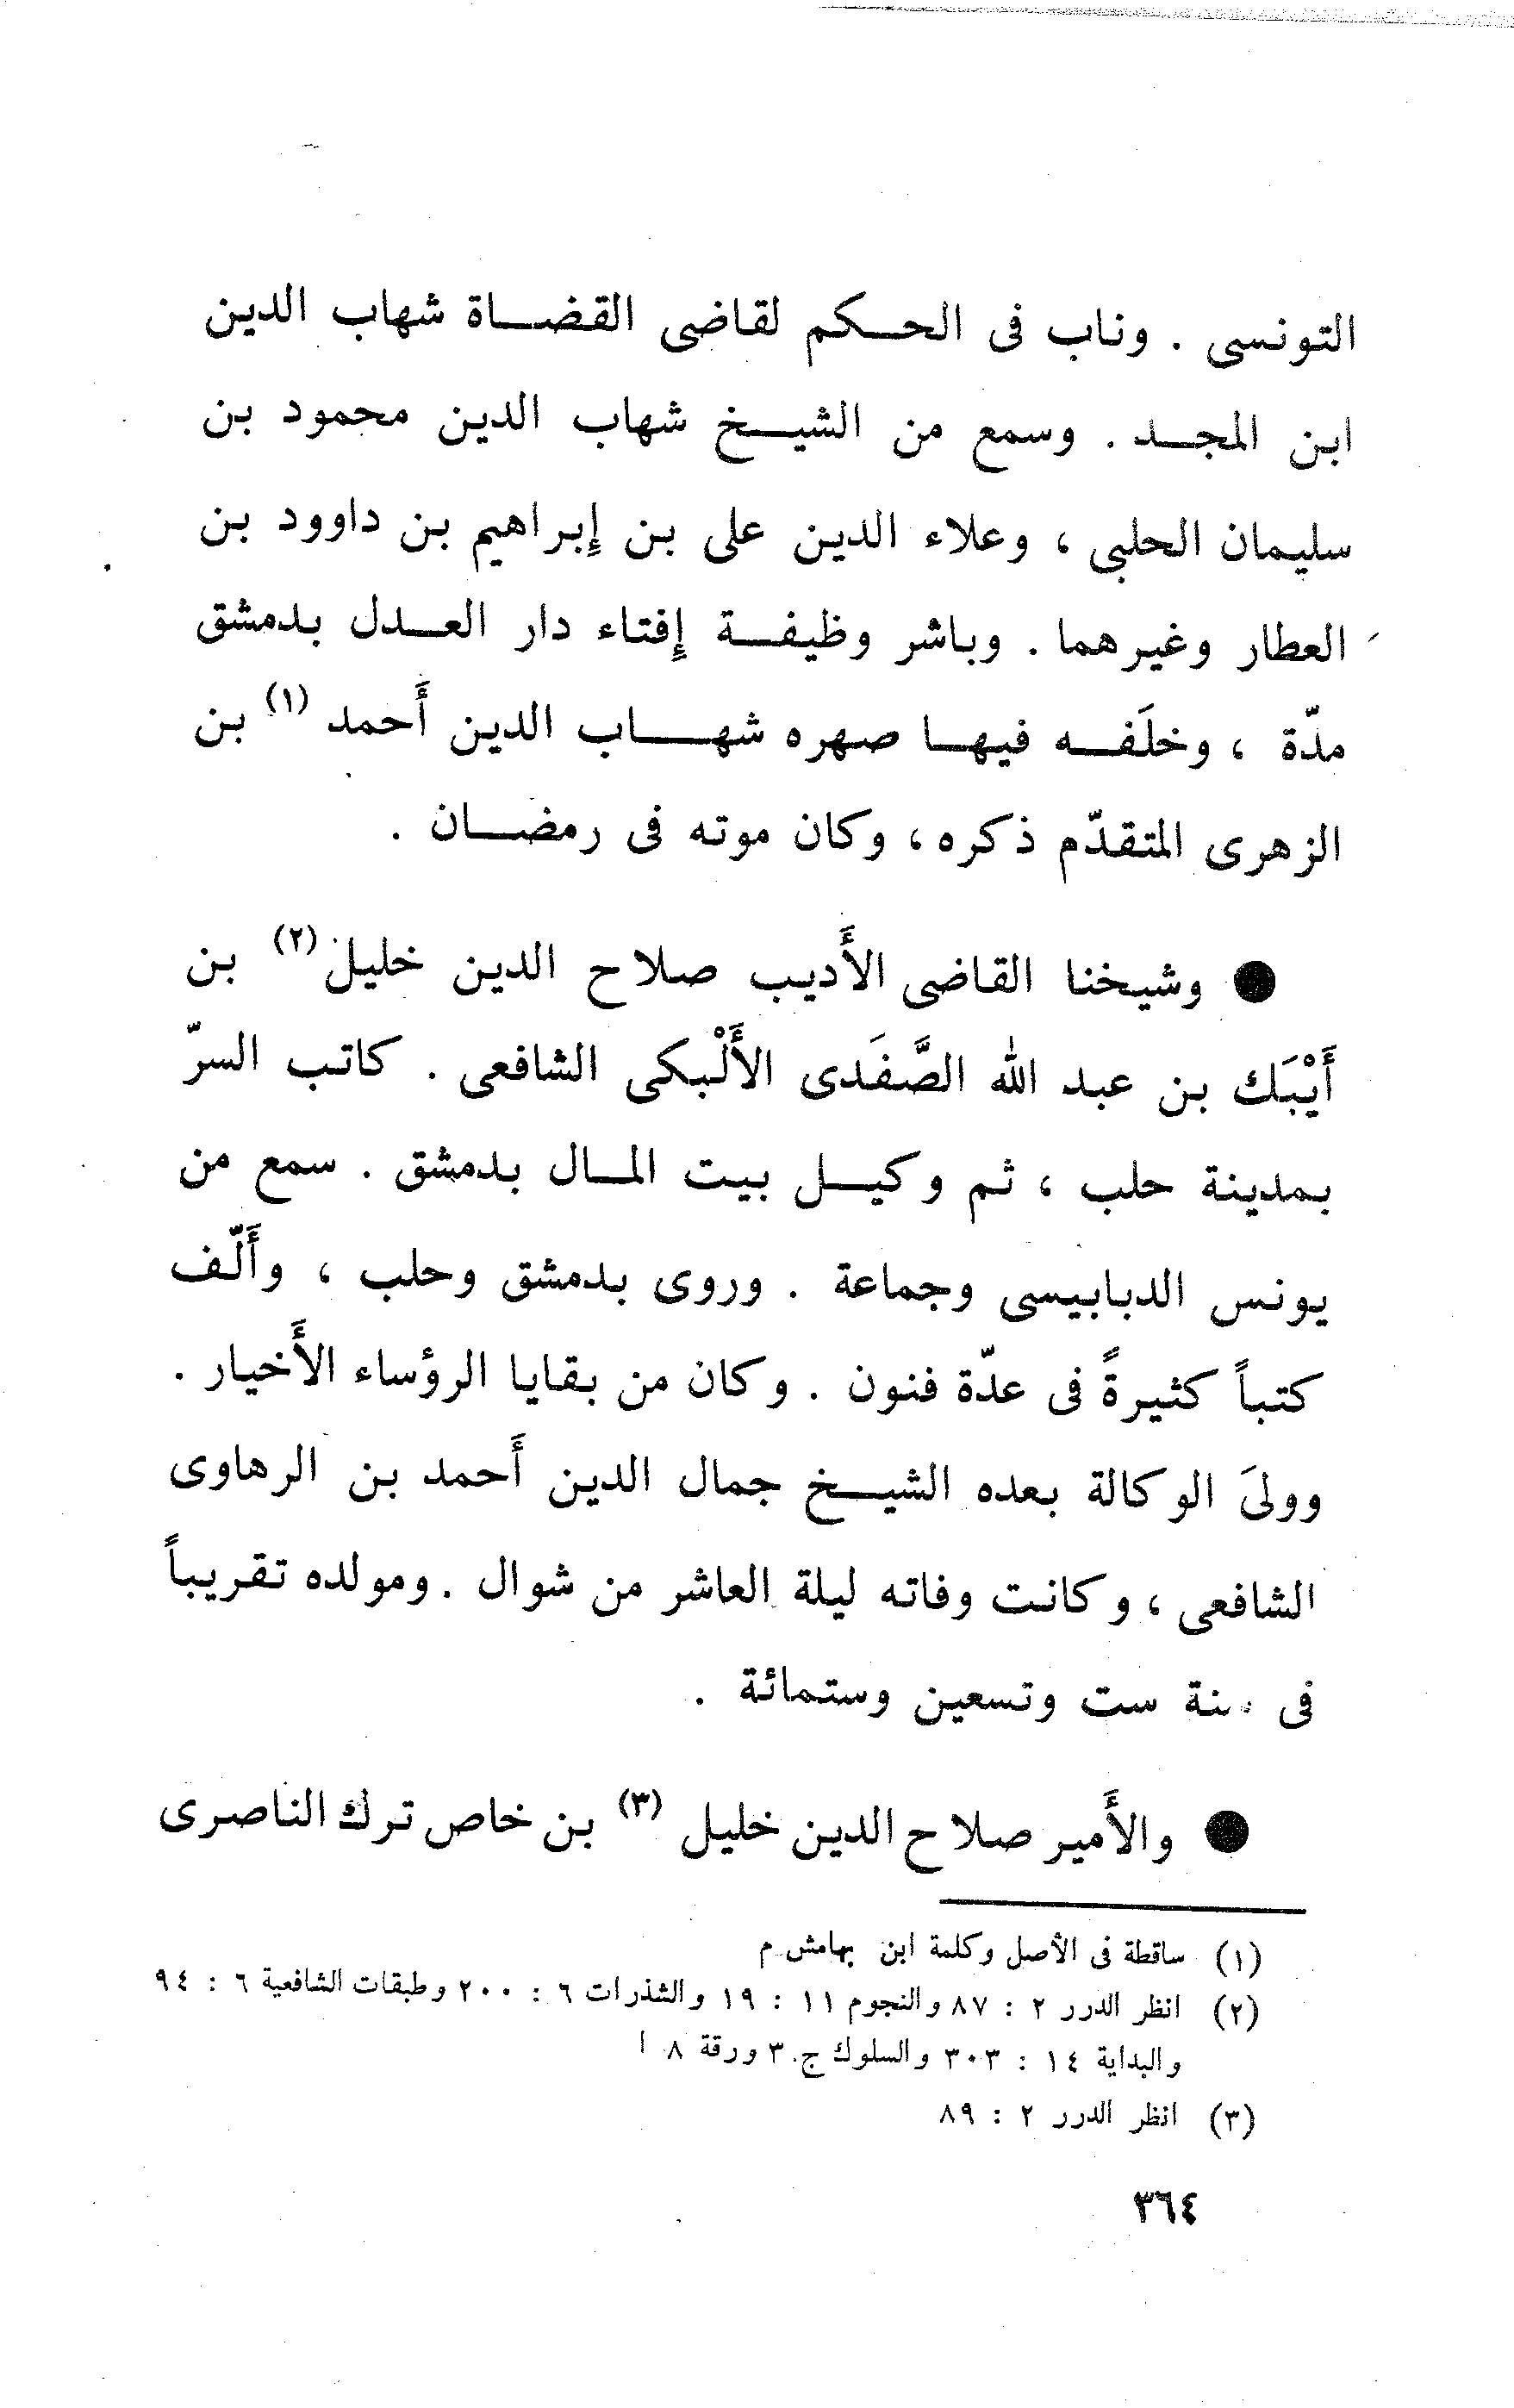 التونسى . وناب فى الحكم لقاضى القضاة شهاب الدين
ابن المجد . وسمع من الشيخ شهاب الدين محمود بن
سليمان الحلبى ، وعلاء الدين على بن إبراهيم بن داوود بن
العطار وغيرهما . وباشر وظيفة إفتاء دار العدل بدمشق
مدّة ، وخلَفه فيها صهره شهاب الدين أَحمد (١) بن
الزهرى المتقدّم ذكره ، وكان موته فى رمضان .
● وشيخنا القاضى الأَديب صلاح الدين خليل (٢) بن
أَيْبَك بن عبد الله الصَّفَدى الأَلْبكى الشافعى . كاتب السرّ
بمدينة حلب ، ثم وكيل بيت المال بدمشق . سمع من
يونس الدبابيسى وجماعة . وروى بدمشق وحلب ، وأَلّف
كتباً كثيرةً فى عدّة فنون . وكان من بقايا الرؤساء الأَخيار .
وولىَ الوكالة بعده الشيخ جمال الدين أَحمد بن الرهاوى
الشافعى ، وكانت وفاته ليلة العاشر من شوال . ومولده تقريباً
فى سنة ست وتسعين وستمائة .
● والأَمير صلاح الدين خليل (٣) بن خاص ترك الناصرى
(١) ساقطة فى الأصل وكلمة ابن بهامش م
(٢) انظر الدرر ٢ : ٨٧ والنجوم ١١ : ١٩ والشذرات ٦ : ٢٠٠ وطبقات الشافعية ٦ : ٩٤
والبداية ١٤ : ٣٠٣ والسلوك ج. ٣ ورقة ٨ ا
(٣) انظر الدرر ٢ : ٨٩
٣٦٤